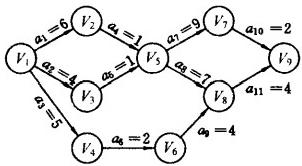 a₁=6
V₂
a₄=1
a₇=9
V₇
a₁₀=2
V₁
a₂=4
V₃
a₅=1
V₅
a₈=7
V₈
a₁₁=4
V₉
a₃=5
V₄
a₆=2
V₆
a₉=4